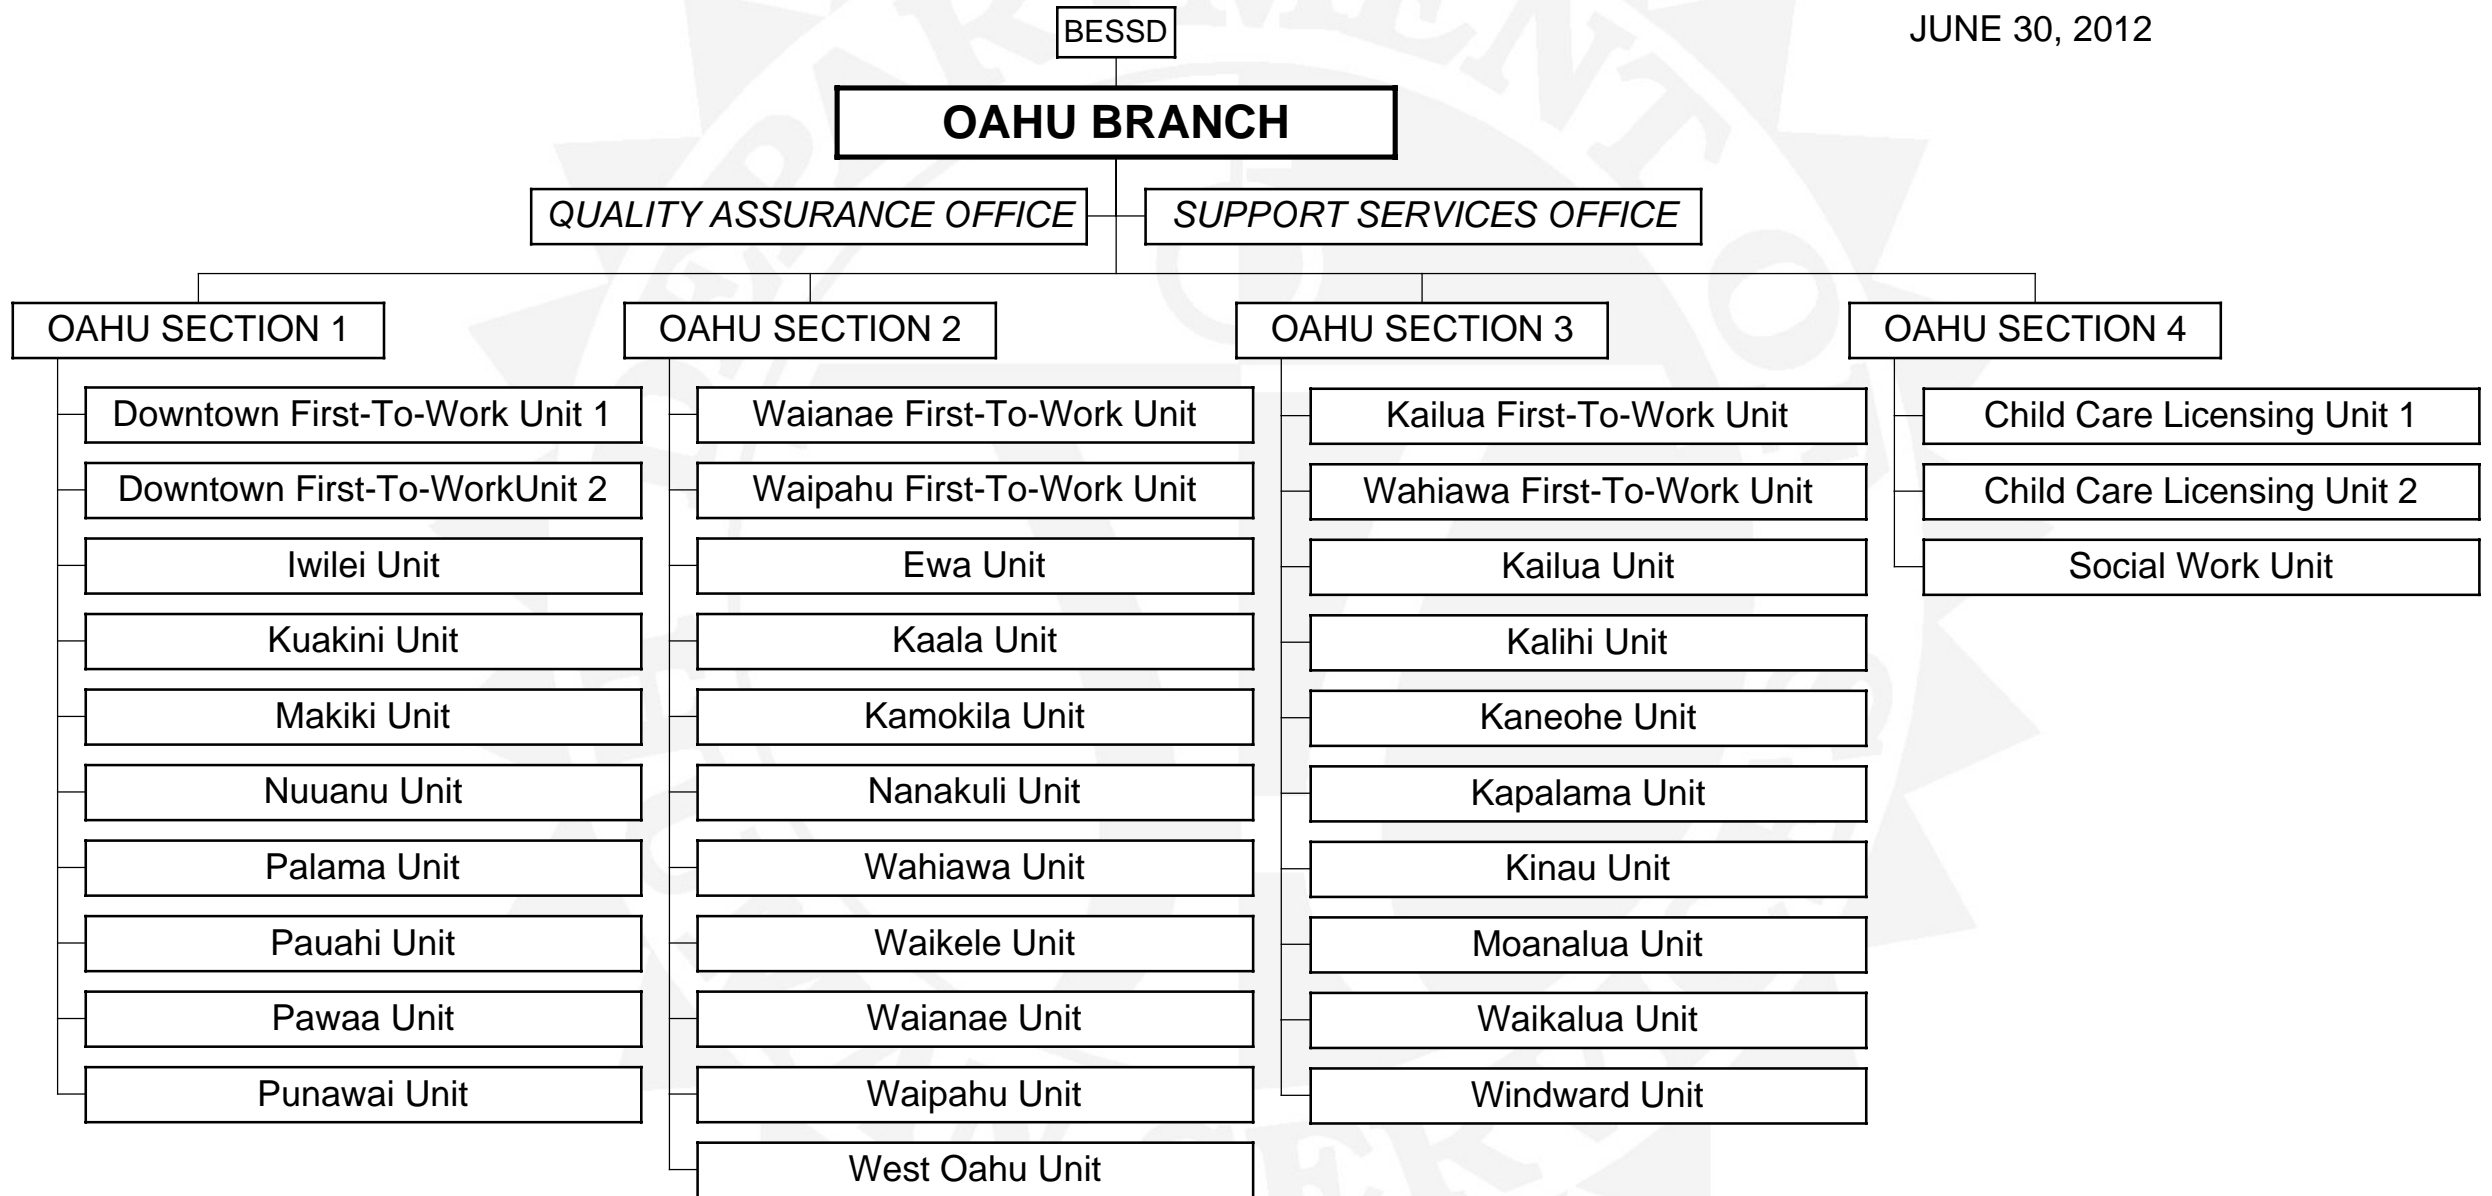 BESSD
JUNE 30, 2012
OAHU BRANCH
QUALITY ASSURANCE OFFICE
SUPPORT SERVICES OFFICE
OAHU SECTION 1
Downtown First-To-Work Unit 1
Downtown First-To-WorkUnit 2
Iwilei Unit
Kuakini Unit
Makiki Unit
Nuuanu Unit
Palama Unit
Pauahi Unit
Pawaa Unit
Punawai Unit
OAHU SECTION 2
Waianae First-To-Work Unit
Waipahu First-To-Work Unit
Ewa Unit
Kaala Unit
Kamokila Unit
Nanakuli Unit
Wahiawa Unit
Waikele Unit
Waianae Unit
Waipahu Unit
West Oahu Unit
OAHU SECTION 3
Kailua First-To-Work Unit
Wahiawa First-To-Work Unit
Kailua Unit
Kalihi Unit
Kaneohe Unit
Kapalama Unit
Kinau Unit
Moanalua Unit
Waikalua Unit
Windward Unit
OAHU SECTION 4
Child Care Licensing Unit 1
Child Care Licensing Unit 2
Social Work Unit